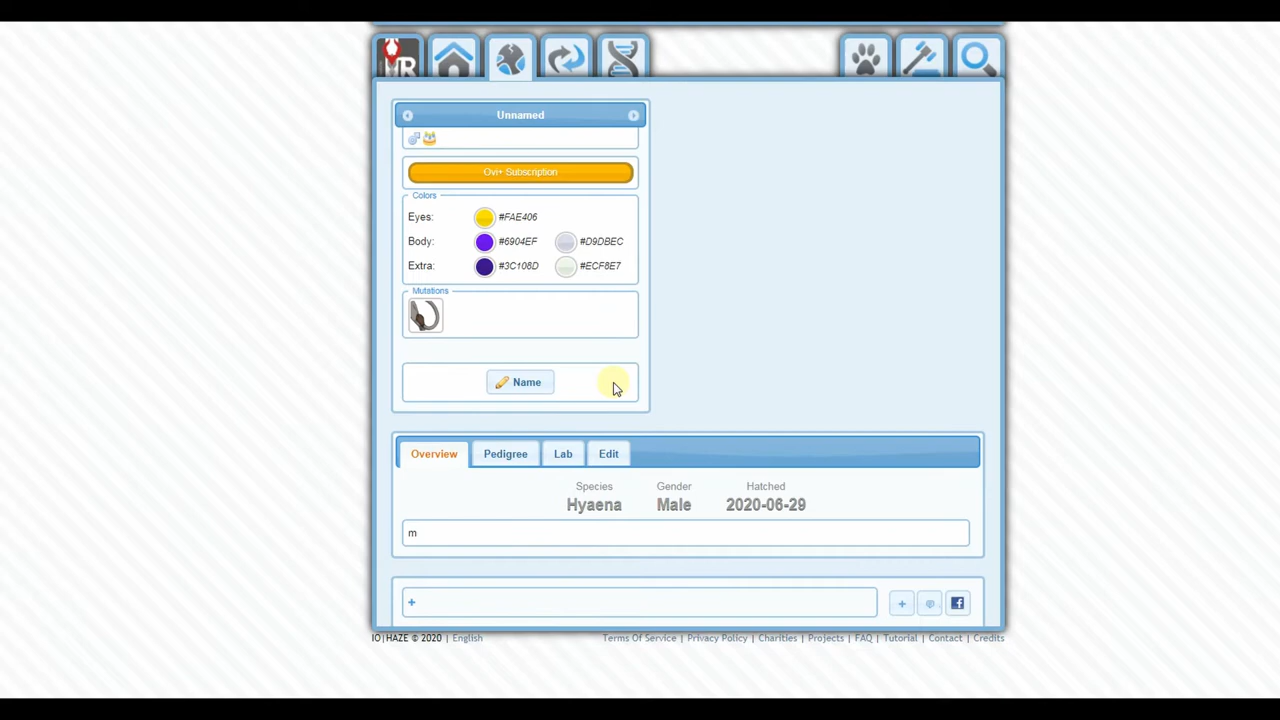 R
Unnamed
Ovi+ Subscription
Colors
Eyes: #FAE406
Body: #6904EF #D9DBEC
Extra: #3C108D #ECF8E7
Mutations
Name
Overview Pedigree Lab Edit
Species Gender Hatched
Hyaena Male 2020-06-29
m
IO|HAZE © 2020 | English Terms Of Service | Privacy Policy | Charities | Projects | FAQ | Tutorial | Contact | Credits